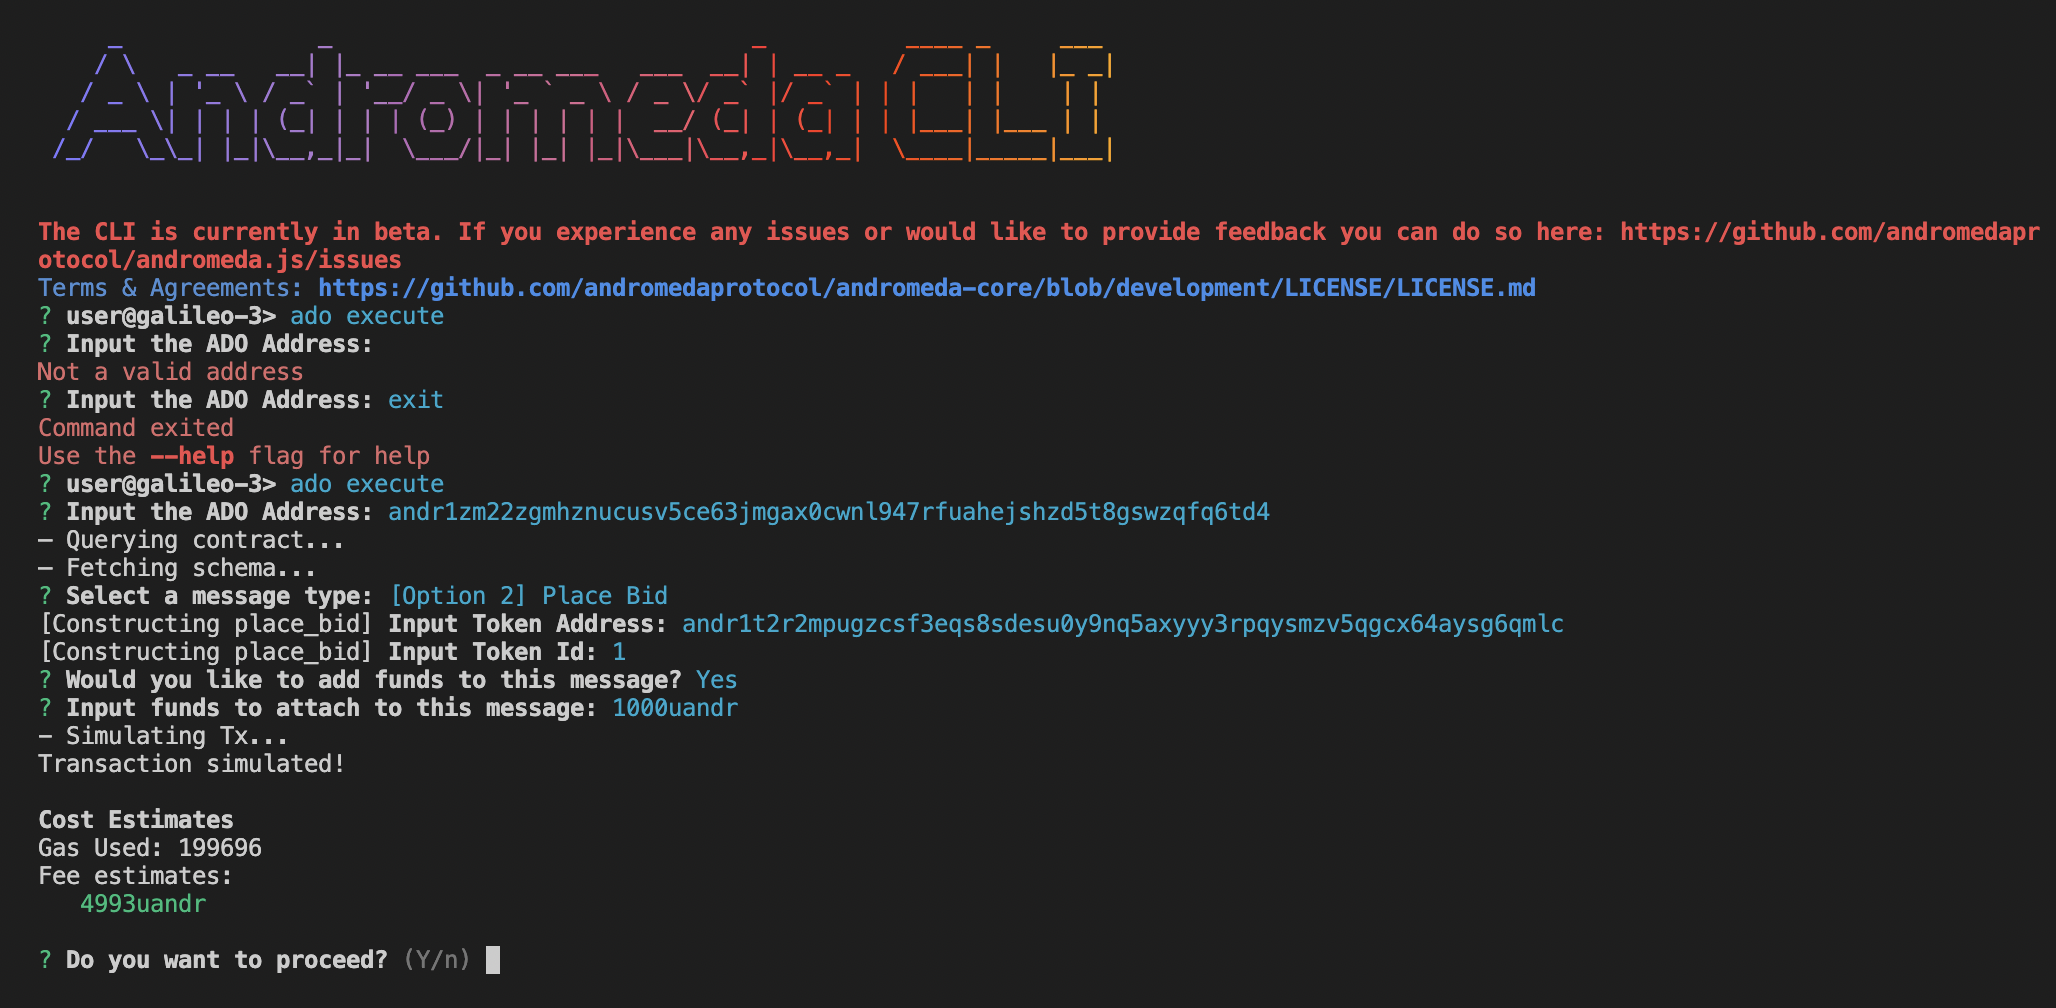 Andromeda CLI
The CLI is currently in beta. If you experience any issues or would like to provide feedback you can do so here: https://github.com/andromedapr
otocol/andromeda.js/issues
Terms & Agreements: https://github.com/andromedaprotocol/andromeda-core/blob/development/LICENSE/LICENSE.md
? user@galileo-3> ado execute
? Input the ADO Address:
Not a valid address
? Input the ADO Address: exit
Command exited
Use the --help flag for help
? user@galileo-3> ado execute
? Input the ADO Address: andr1zm22zgmhznucusv5ce63jmgax0cwnl947rfuahejshzd5t8gswzqfq6td4
– Querying contract...
– Fetching schema...
? Select a message type: [Option 2] Place Bid
[Constructing place_bid] Input Token Address: andr1t2r2mpugzcsf3eqs8sdesu0y9nq5axyyy3rpqysmzv5qgcx64aysg6qmlc
[Constructing place_bid] Input Token Id: 1
? Would you like to add funds to this message? Yes
? Input funds to attach to this message: 1000uandr
– Simulating Tx...
Transaction simulated!
Cost Estimates
Gas Used: 199696
Fee estimates:
4993uandr
? Do you want to proceed? (Y/n)